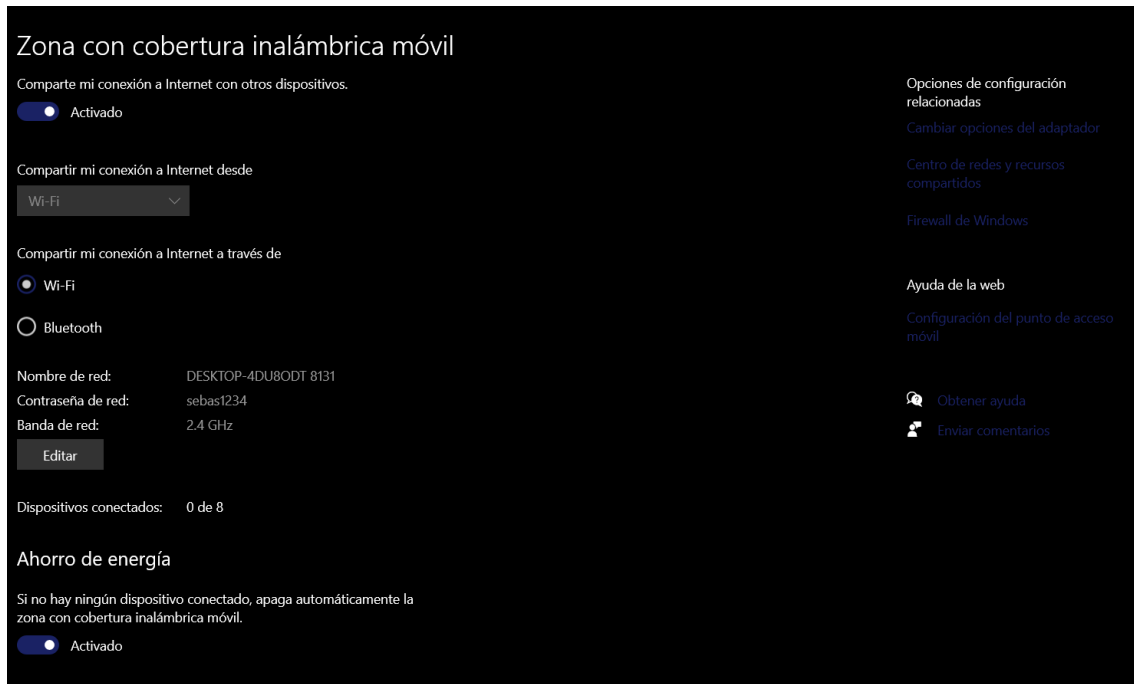 Zona con cobertura inalámbrica móvil
Comparte mi conexión a Internet con otros dispositivos.
Activado
Compartir mi conexión a Internet desde
Wi-Fi
Compartir mi conexión a Internet a través de
Wi-Fi
Bluetooth
Nombre de red: DESKTOP-4DU8ODT 8131
Contraseña de red: sebas1234
Banda de red: 2.4 GHz
Editar
Dispositivos conectados: 0 de 8
Ahorro de energía
Si no hay ningún dispositivo conectado, apaga automáticamente la
zona con cobertura inalámbrica móvil.
Activado
Opciones de configuración
relacionadas
Cambiar opciones del adaptador
Centro de redes y recursos
compartidos
Firewall de Windows
Ayuda de la web
Configuración del punto de acceso
móvil
Obtener ayuda
Enviar comentarios